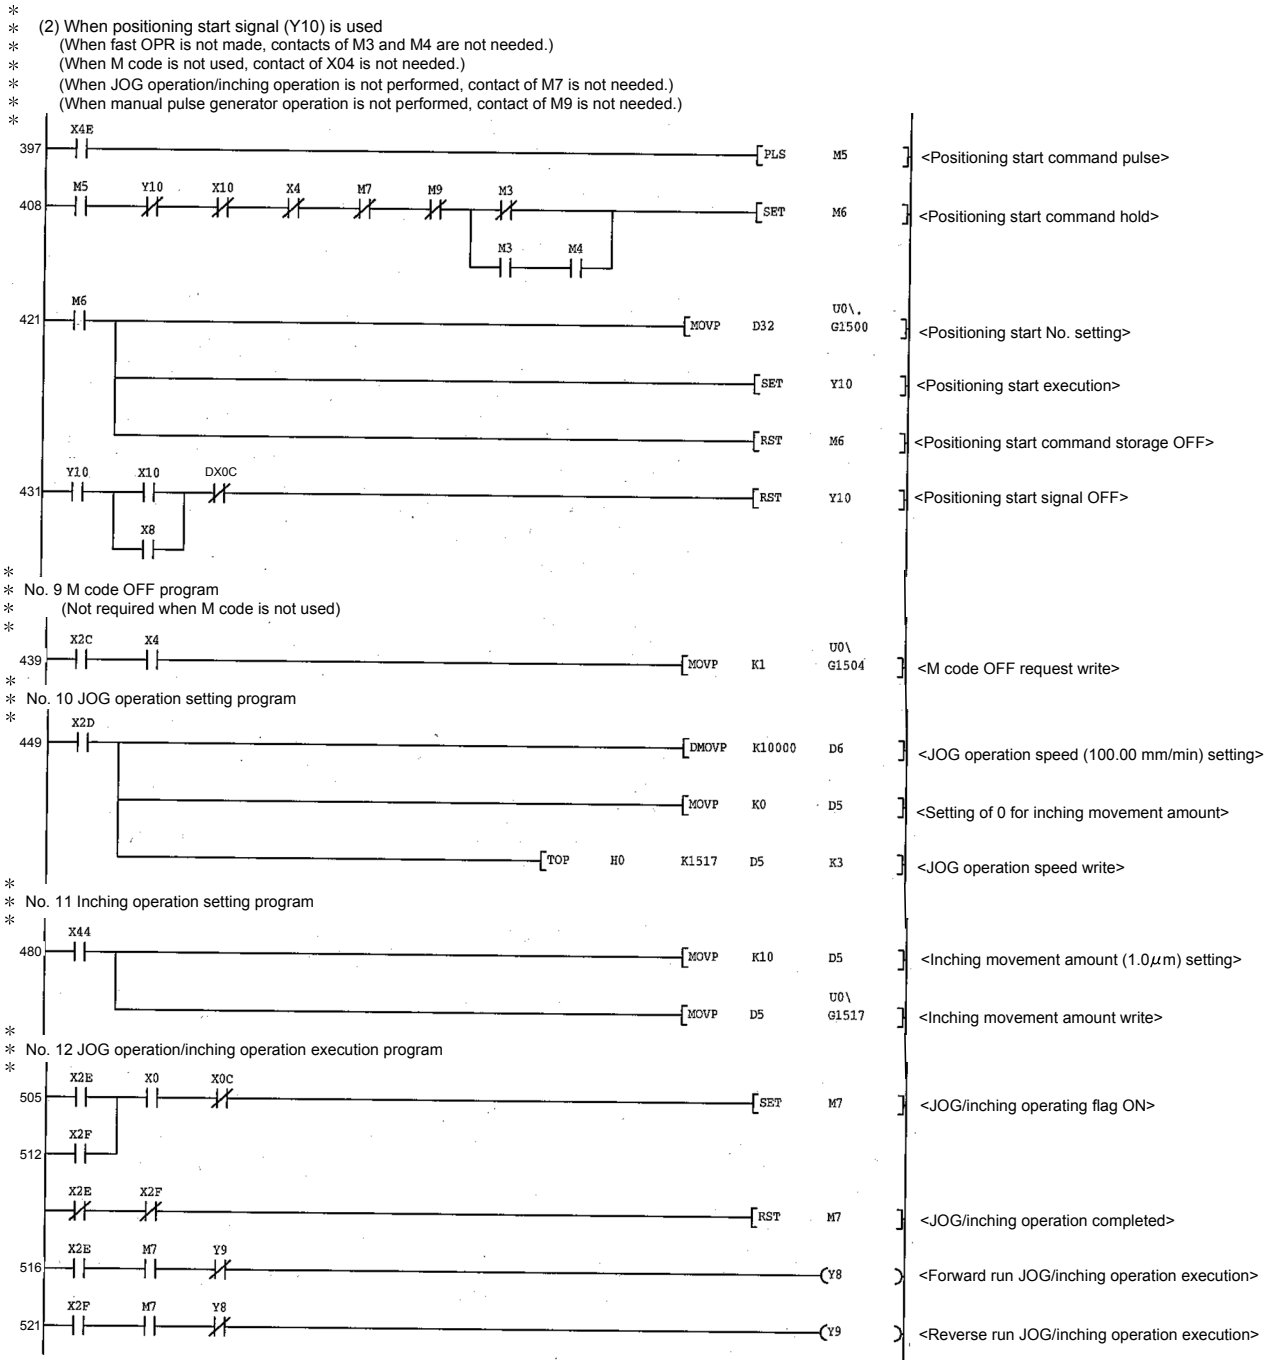 *
* (2) When positioning start signal (Y10) is used
* (When fast OPR is not made, contacts of M3 and M4 are not needed.)
* (When M code is not used, contact of X04 is not needed.)
* (When JOG operation/inching operation is not performed, contact of M7 is not needed.)
* (When manual pulse generator operation is not performed, contact of M9 is not needed.)
*
X4E
397 [PLS M5 ] <Positioning start command pulse>
M5 Y10 X10 X4 M7 M9 M3
408 [SET M6 ] <Positioning start command hold>
M3 M4
M6
U0\.
421 [MOVP D32 G1500 ] <Positioning start No. setting>
[SET Y10 ] <Positioning start execution>
[RST M6 ] <Positioning start command storage OFF>
Y10 X10 DX0C
431 [RST Y10 ] <Positioning start signal OFF>
X8
*
* No. 9 M code OFF program
* (Not required when M code is not used)
*
X2C X4 U0\
439 [MOVP K1 G1504 ] <M code OFF request write>
*
* No. 10 JOG operation setting program
*
X2D
449 [DMOVP K10000 D6 ] <JOG operation speed (100.00 mm/min) setting>
[MOVP K0 D5 ] <Setting of 0 for inching movement amount>
[TOP H0 K1517 D5 K3 ] <JOG operation speed write>
*
* No. 11 Inching operation setting program
*
X44
480 [MOVP K10 D5 ] <Inching movement amount (1.0μm) setting>
U0\
[MOVP D5 G1517 ] <Inching movement amount write>
*
* No. 12 JOG operation/inching operation execution program
*
X2E X0 X0C
505 [SET M7 ] <JOG/inching operating flag ON>
X2F
512
X2E X2F
[RST M7 ] <JOG/inching operation completed>
X2E M7 Y9
516 (Y8 ) <Forward run JOG/inching operation execution>
X2F M7 Y8
521 (Y9 ) <Reverse run JOG/inching operation execution>